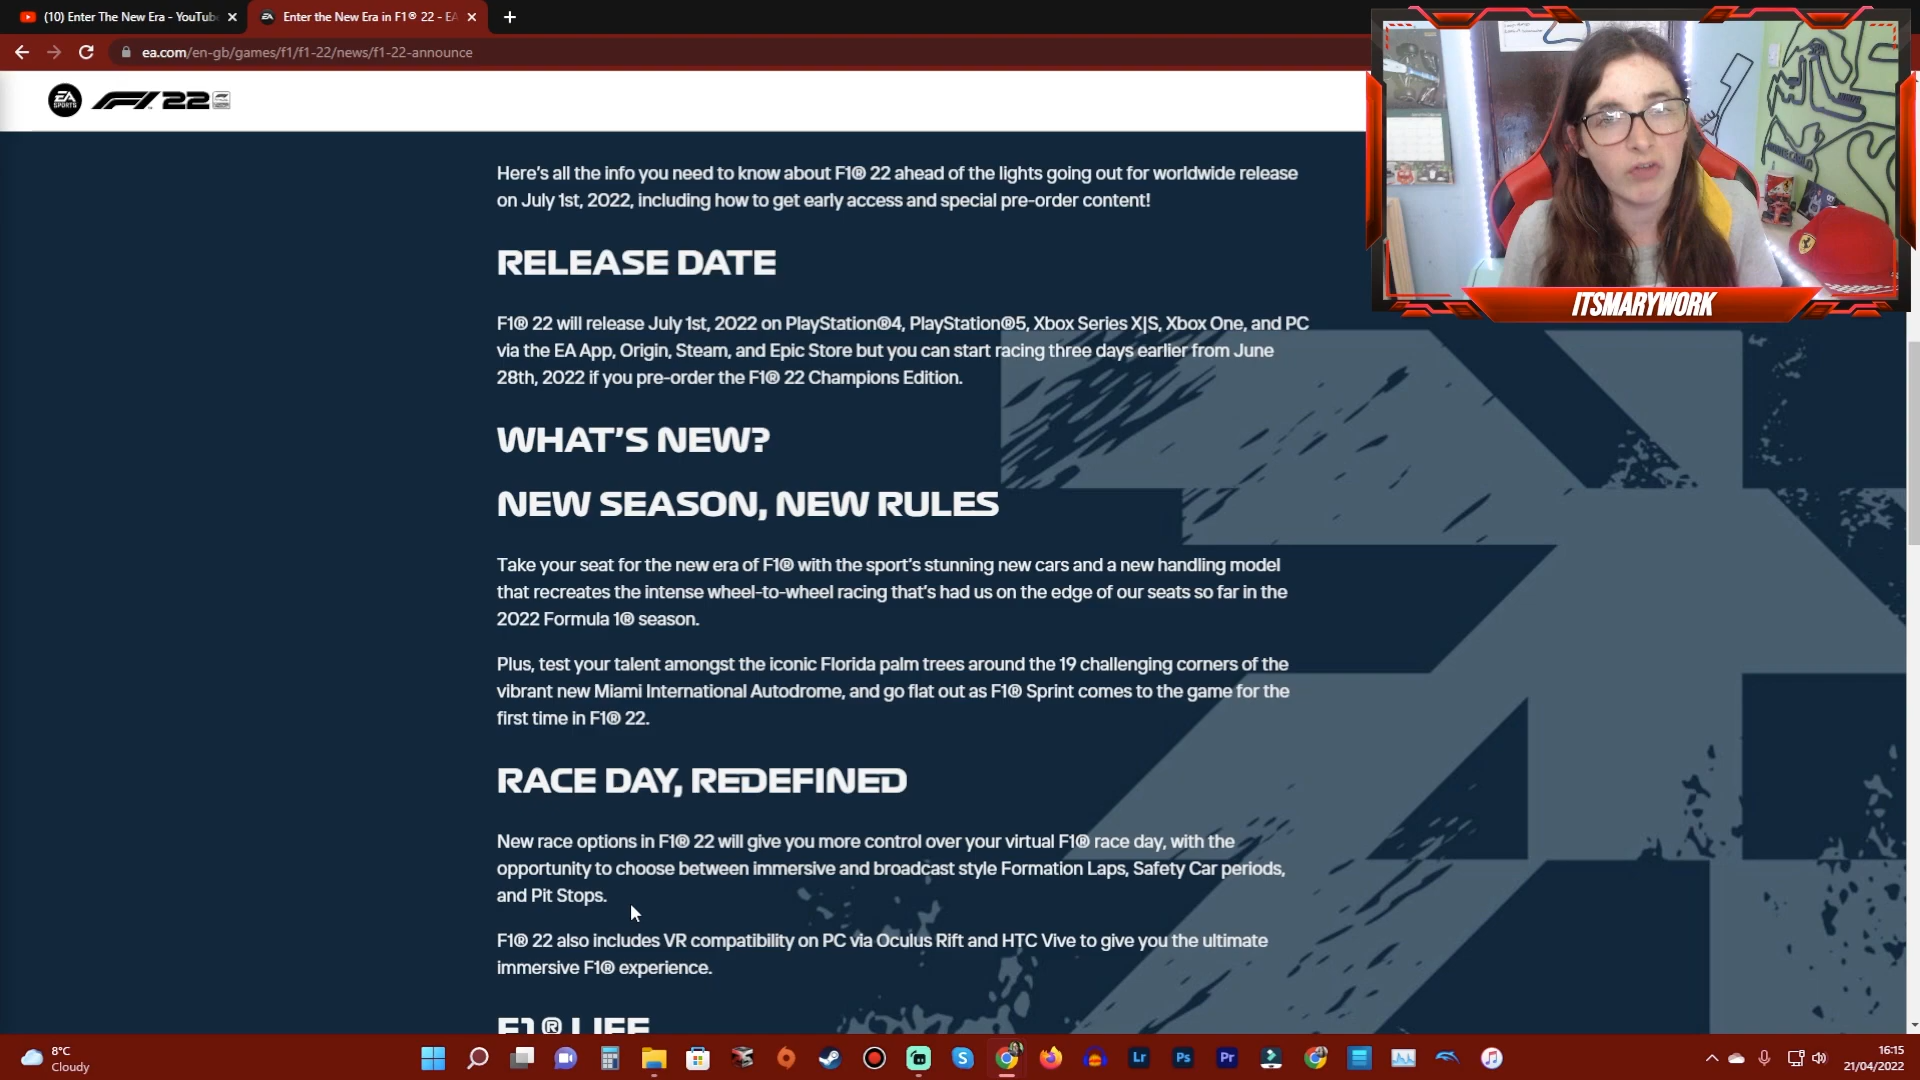 (10) Enter The New Era - YouTub
Enter the New Era in F1® 22 - EA
ea.com/en-gb/games/f1/f1-22/news/f1-22-announce
EA SPORTS F1 22
Here's all the info you need to know about F1® 22 ahead of the lights going out for worldwide release
on July 1st, 2022, including how to get early access and special pre-order content!
RELEASE DATE
ITSMARYWORK
F1® 22 will release July 1st, 2022 on PlayStation®4, PlayStation®5, Xbox Series X|S, Xbox One, and PC
via the EA App, Origin, Steam, and Epic Store but you can start racing three days earlier from June
28th, 2022 if you pre-order the F1® 22 Champions Edition.
WHAT'S NEW?
NEW SEASON, NEW RULES
Take your seat for the new era of F1® with the sport's stunning new cars and a new handling model
that recreates the intense wheel-to-wheel racing that's had us on the edge of our seats so far in the
2022 Formula 1® season.
Plus, test your talent amongst the iconic Florida palm trees around the 19 challenging corners of the
vibrant new Miami International Autodrome, and go flat out as F1® Sprint comes to the game for the
first time in F1® 22.
RACE DAY, REDEFINED
New race options in F1® 22 will give you more control over your virtual F1® race day, with the
opportunity to choose between immersive and broadcast style Formation Laps, Safety Car periods,
and Pit Stops.
F1® 22 also includes VR compatibility on PC via Oculus Rift and HTC Vive to give you the ultimate
immersive F1® experience.
F1® LIFE
8°C
Cloudy
Lr
Ps
Pr
16:15
21/04/2022